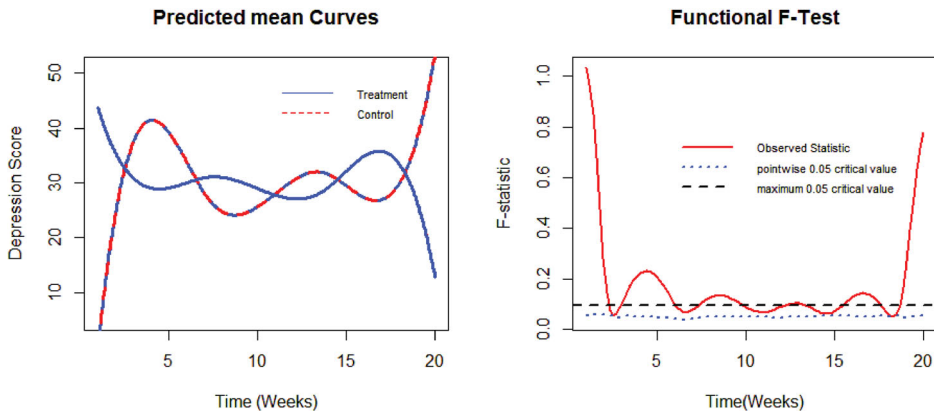 Predicted mean Curves
Depression Score
50
40
30
20
10
Treatment
Control
5
10
15
20
Time (Weeks)
Functional F-Test
F-statistic
1.0
0.8
0.6
0.4
0.2
0.0
Observed Statistic
pointwise 0.05 critical value
maximum 0.05 critical value
5
10
15
20
Time(Weeks)